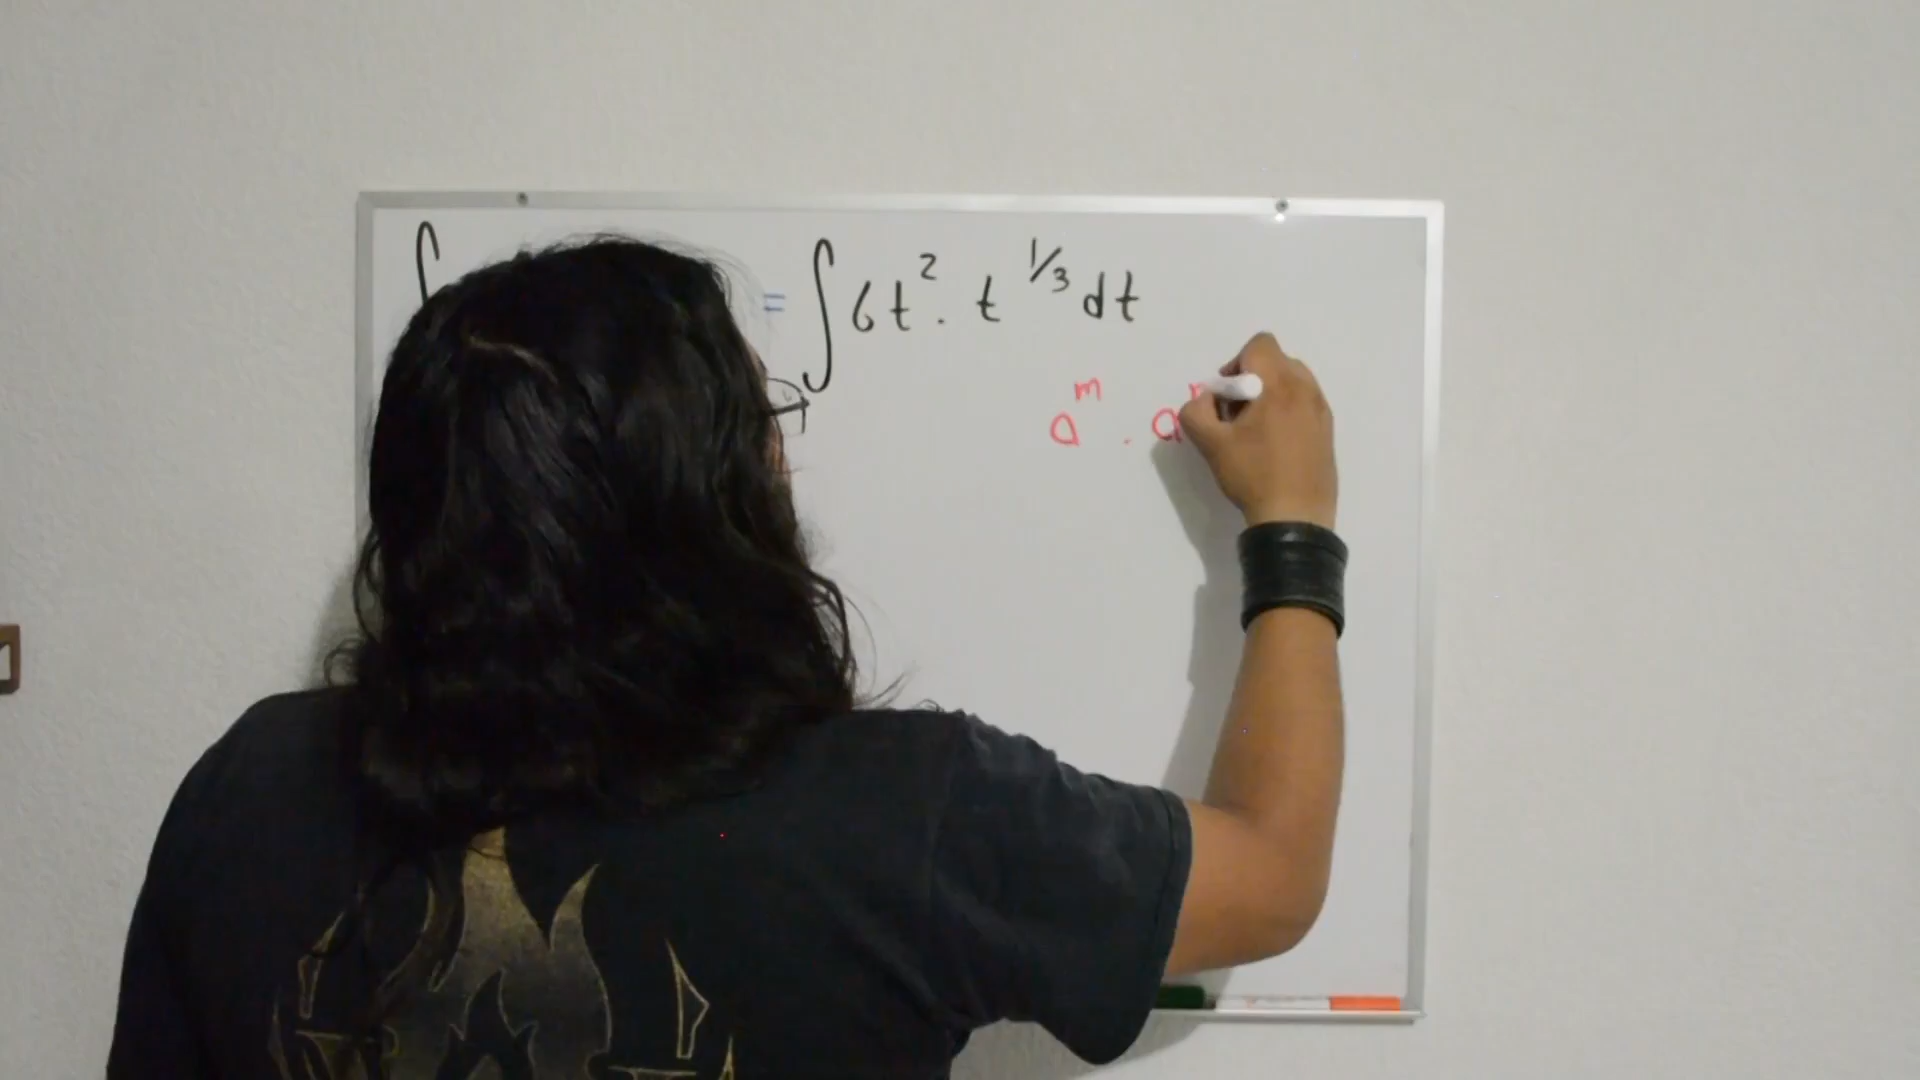 ∫ = ∫ 6t² · t^1/3 dt
a^m · a